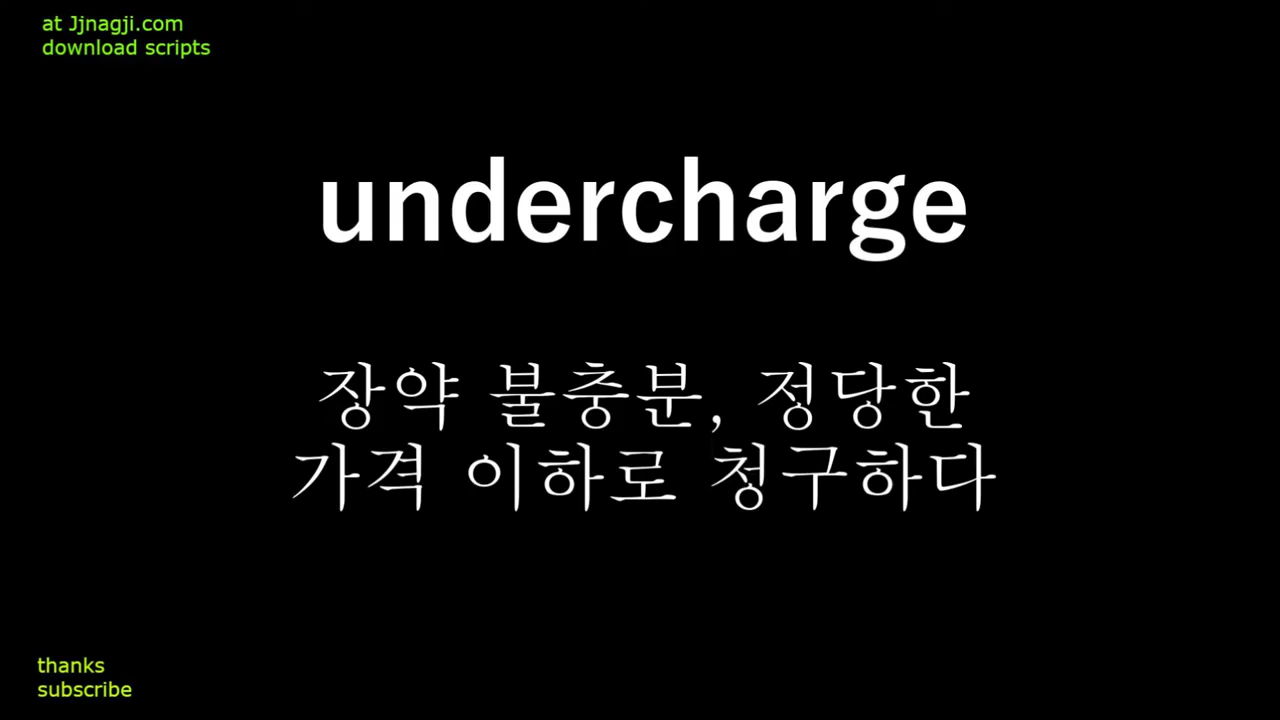 at Jjnagji.com
download scripts
undercharge
장약 불충분, 정당한
가격 이하로 청구하다
thanks
subscribe